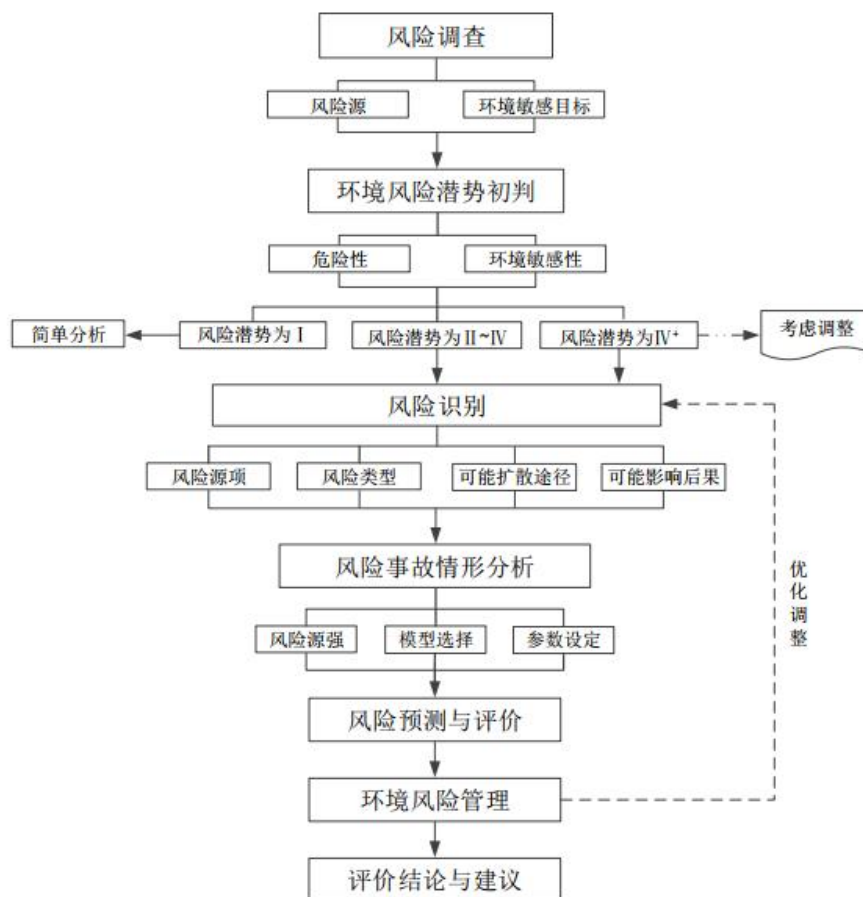 风险调查
风险源
环境敏感目标
环境风险潜势初判
危险性
环境敏感性
简单分析
风险潜势为Ⅰ
风险潜势为Ⅱ~Ⅳ
风险潜势为Ⅳ⁺
考虑调整
风险识别
风险源项
风险类型
可能扩散途径
可能影响后果
风险事故情形分析
优化调整
风险源强
模型选择
参数设定
风险预测与评价
环境风险管理
评价结论与建议